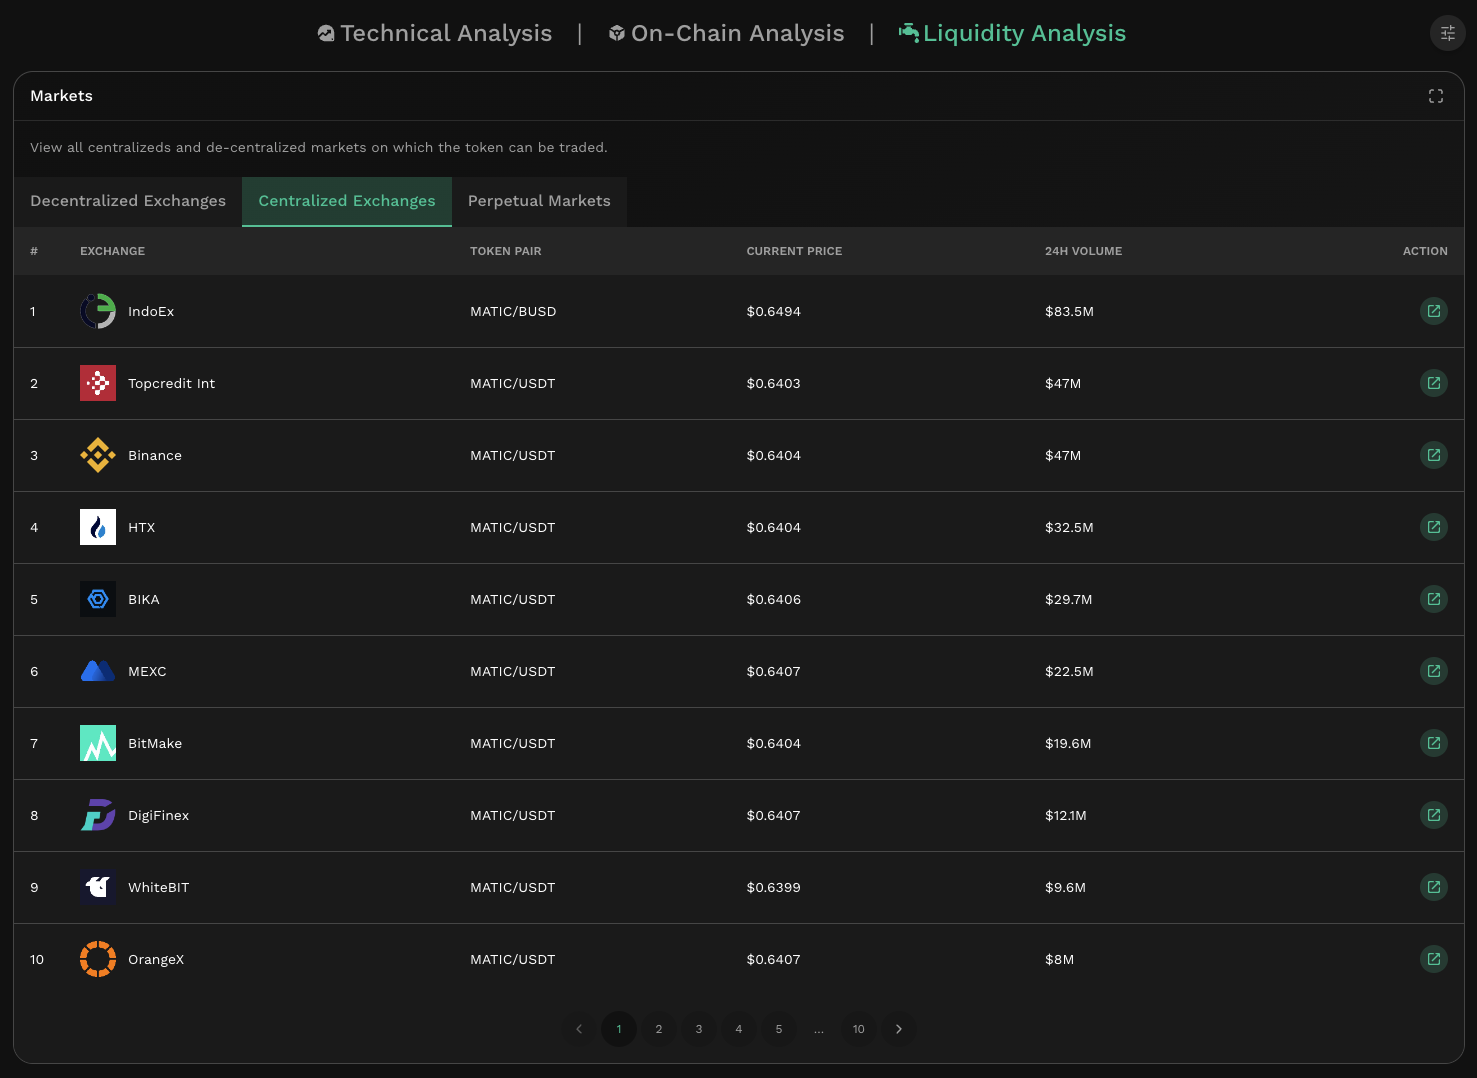 Technical Analysis | On-Chain Analysis | Liquidity Analysis
Markets
View all centralizeds and de-centralized markets on which the token can be traded.
Decentralized Exchanges Centralized Exchanges Perpetual Markets
# EXCHANGE TOKEN PAIR CURRENT PRICE 24H VOLUME ACTION
1 IndoEx MATIC/BUSD $0.6494 $83.5M
2 Topcredit Int MATIC/USDT $0.6403 $47M
3 Binance MATIC/USDT $0.6404 $47M
4 HTX MATIC/USDT $0.6404 $32.5M
5 BIKA MATIC/USDT $0.6406 $29.7M
6 MEXC MATIC/USDT $0.6407 $22.5M
7 BitMake MATIC/USDT $0.6404 $19.6M
8 DigiFinex MATIC/USDT $0.6407 $12.1M
9 WhiteBIT MATIC/USDT $0.6399 $9.6M
10 OrangeX MATIC/USDT $0.6407 $8M
1 2 3 4 5 ... 10